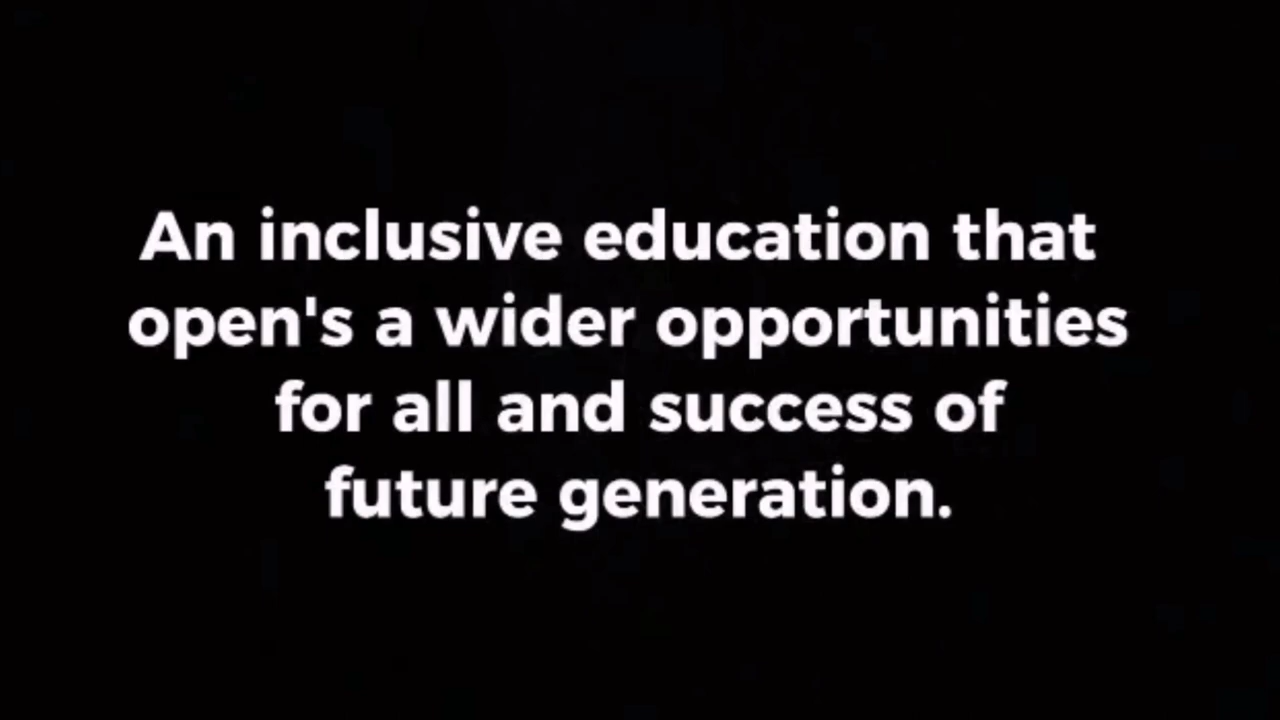 An inclusive education that
open's a wider opportunities
for all and success of
future generation.